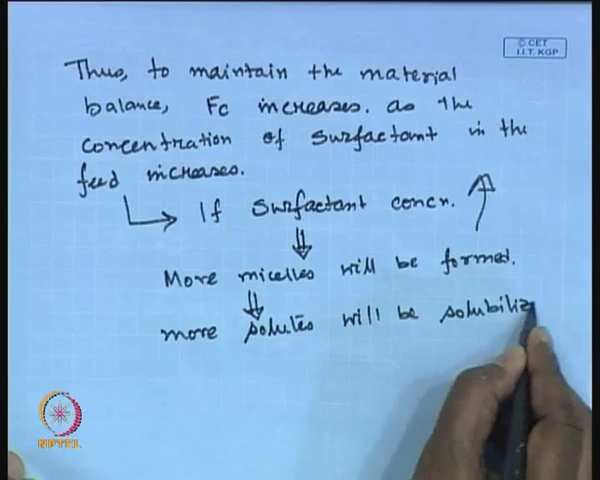 © CET
I.I.T. KGP
Thus, to maintain the material
balance, Fc increases. as the
concentration of surfactant in the
feed increases.
If surfactant concn. ↑
More micelles will be formed.
more solutes will be solubiliz
NPTEL